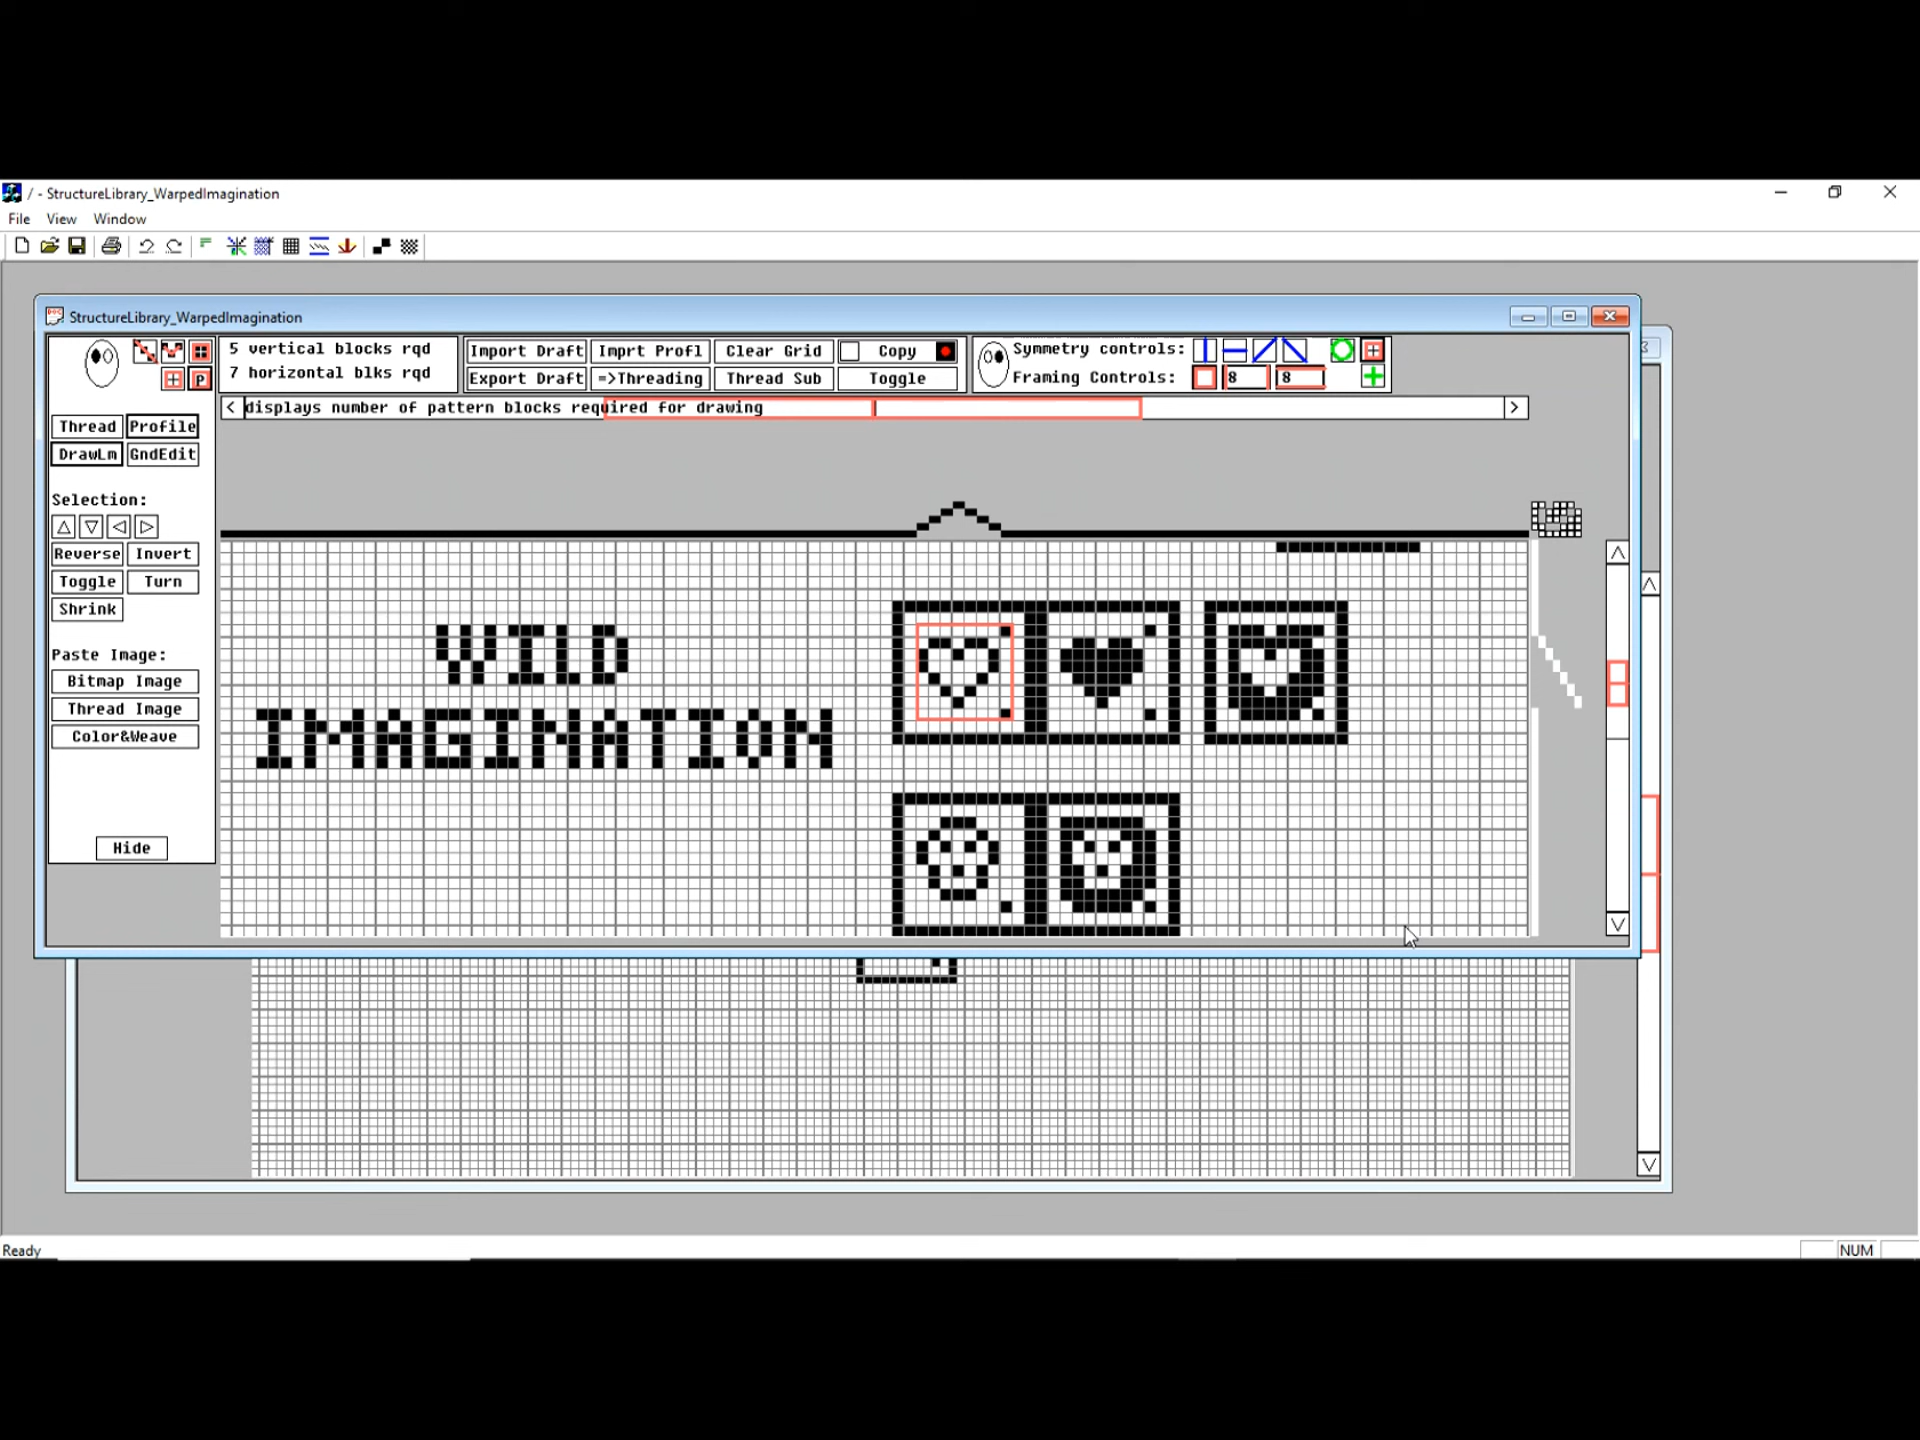 / - StructureLibrary_WarpedImagination
File View Window
StructureLibrary_WarpedImagination
5 vertical blocks rqd
7 horizontal blks rqd
Import Draft Imprt Profl Clear Grid Copy
Export Draft =>Threading Thread Sub Toggle
Symmetry controls:
Framing Controls: 8 8
P
displays number of pattern blocks required for drawing
Thread Profile
DrawLm GndEdit
Selection:
Reverse Invert
Toggle Turn
Shrink
Paste Image:
Bitmap Image
Thread Image
Color&Weave
Hide
WILD
IMAGINATION
Ready
NUM